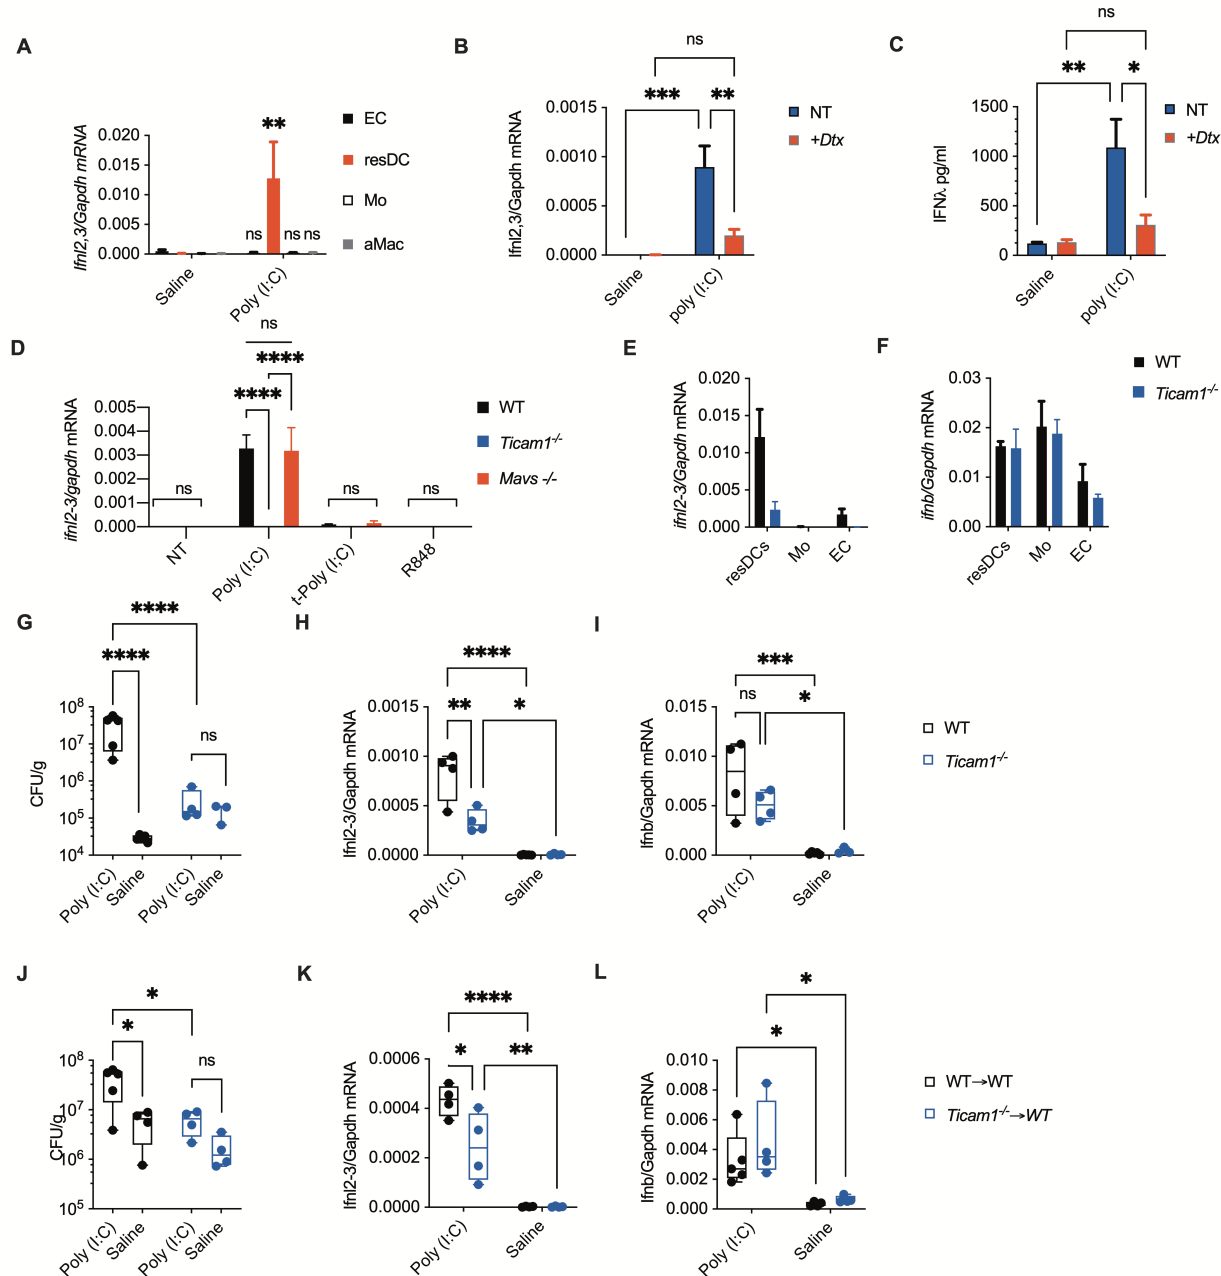 A
Ifnl2,3/Gapdh mRNA
0.020
0.015
0.010
0.005
0.000
**
ns
ns ns
Saline
Poly (I:C)
EC
resDC
Mo
aMac
B
Ifnl2,3/Gapdh mRNA
0.0015
0.0010
0.0005
0.0000
ns
***
**
Saline
poly (I:C)
NT
+Dtx
C
IFNλ pg/ml
1500
1000
500
0
ns
**
*
Saline
poly (I:C)
NT
+Dtx
D
ifnl2-3/gapdh mRNA
0.005
0.004
0.003
0.002
0.001
0.000
ns
****
****
ns
ns
ns
NT
Poly (I:C)
t-Poly (I:C)
R848
WT
Ticam1-/-
Mavs -/-
E
ifnl2-3/Gapdh mRNA
0.020
0.015
0.010
0.005
0.000
resDCs
Mo
EC
F
ifnb/Gapdh mRNA
0.03
0.02
0.01
0.00
resDCs
Mo
EC
WT
Ticam1-/-
G
CFU/g
10⁸
10⁷
10⁶
10⁵
10⁴
****
****
ns
Poly (I:C)
Saline
Poly (I:C)
Saline
H
Ifnl2-3/Gapdh mRNA
0.0015
0.0010
0.0005
0.0000
****
**
*
Poly (I:C)
Saline
I
Ifnb/Gapdh mRNA
0.015
0.010
0.005
0.000
***
ns
*
Poly (I:C)
Saline
WT
Ticam1-/-
J
CFU/g
10⁸
10⁷
10⁶
10⁵
*
*
ns
Poly (I:C)
Saline
Poly (I:C)
Saline
K
Ifnl2-3/Gapdh mRNA
0.0006
0.0004
0.0002
0.0000
****
*
**
Poly (I:C)
Saline
L
Ifnb/Gapdh mRNA
0.010
0.008
0.006
0.004
0.002
0.000
*
*
Poly (I:C)
Saline
WT→WT
Ticam1-/-→WT